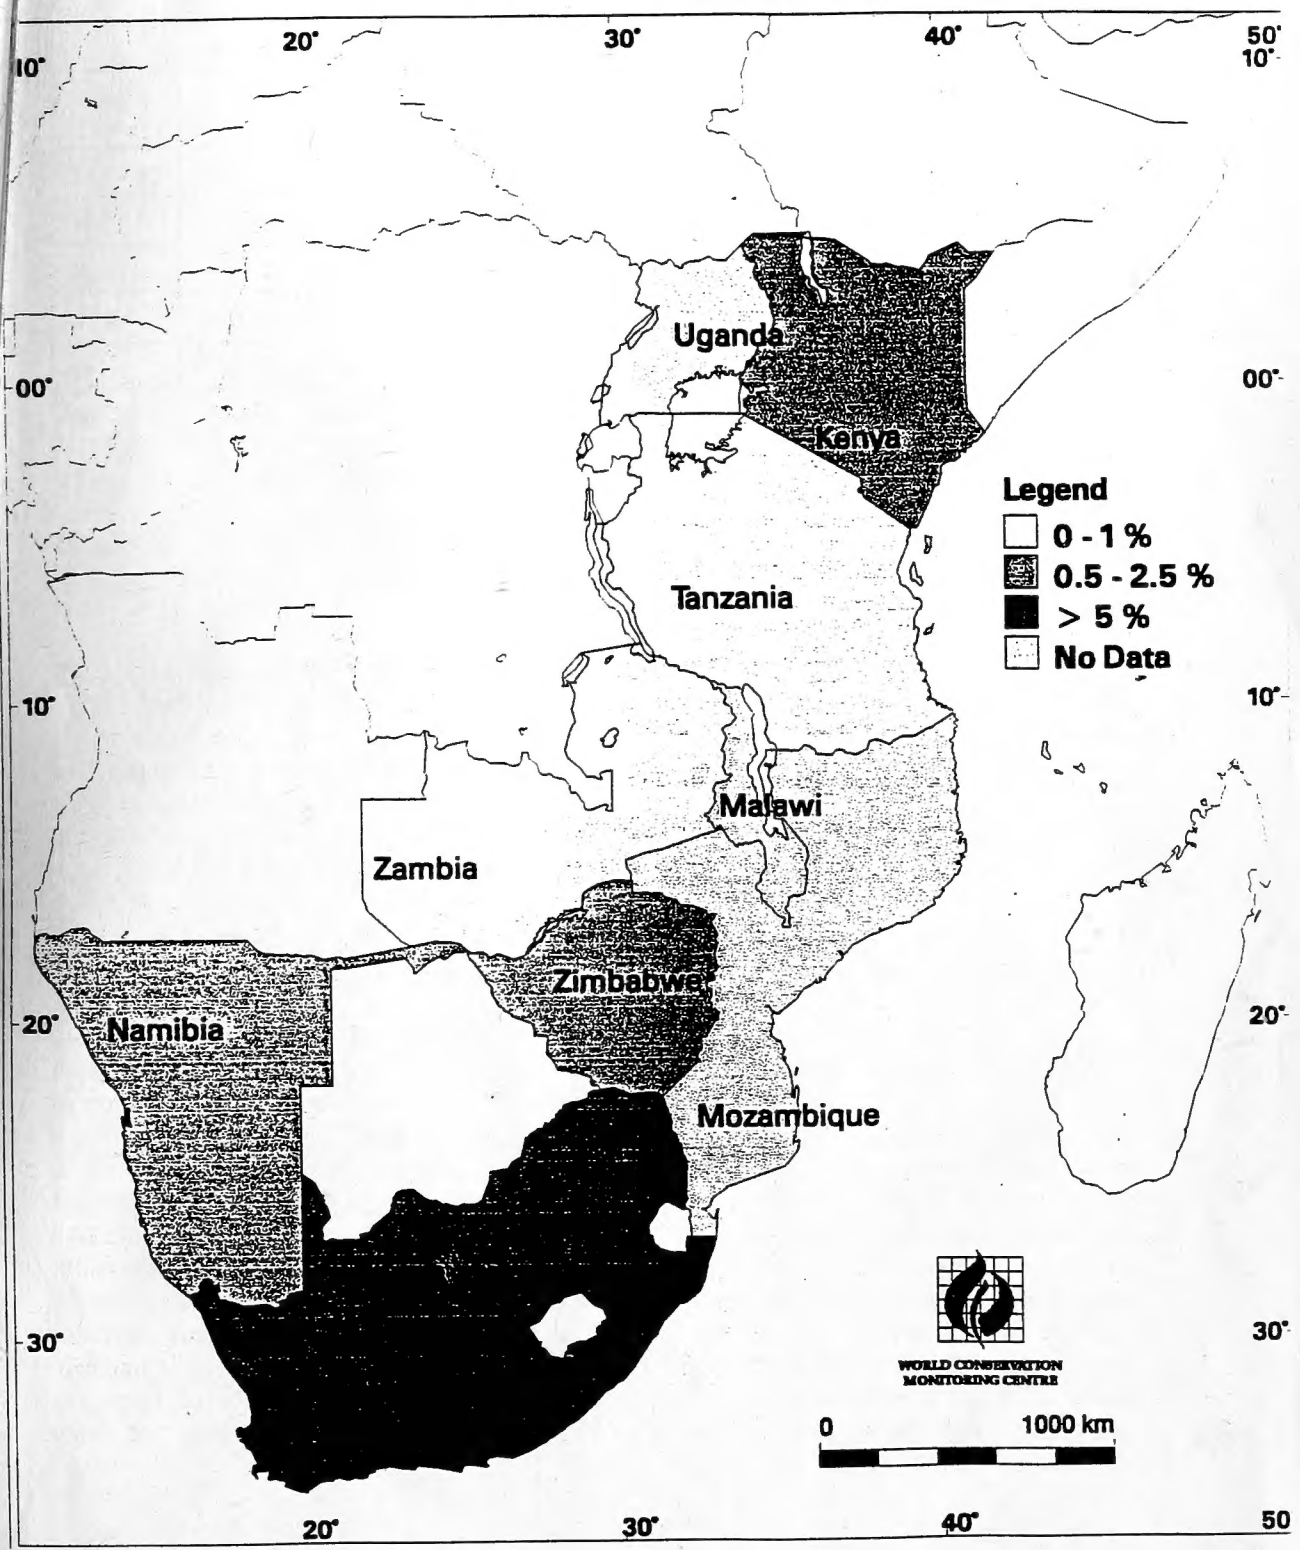 20° 30° 40° 50°
10° 10°
Uganda
00° 00°
Kenya
Legend
0 - 1 %
0.5 - 2.5 %
> 5 %
No Data
Tanzania
10° 10°
Malawi
Zambia
Zimbabwe
20° 20°
Namibia
Mozambique
30° 30°
WORLD CONSERVATION
MONITORING CENTRE
0 1000 km
20° 30° 40° 50